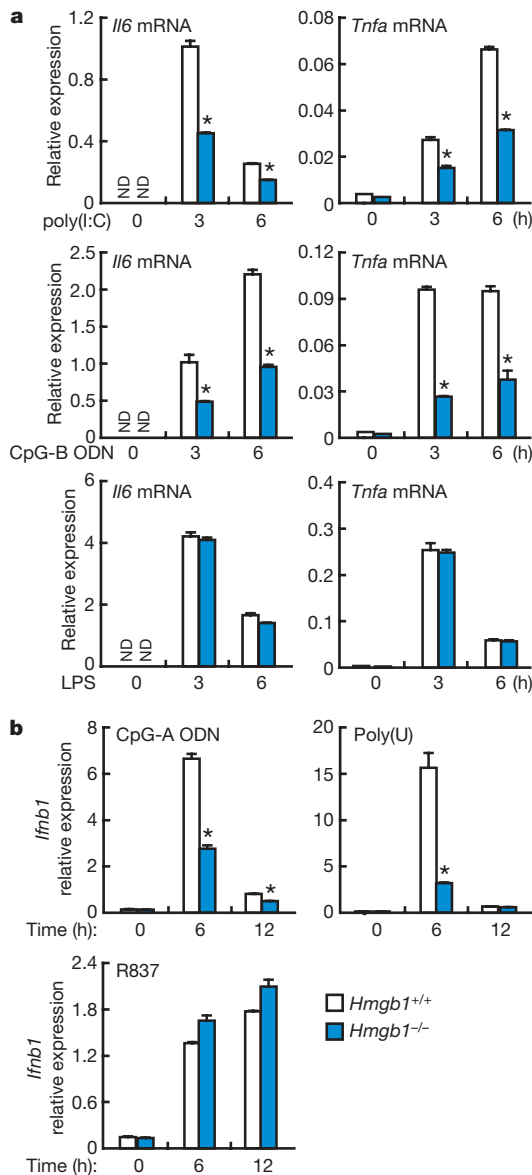 a
Il6 mRNA
Tnfa mRNA
Relative expression
1.2
0.8
0.4
0
ND ND
*
*
poly(I:C) 0 3 6
0.08
0.06
0.04
0.02
0
*
*
0 3 6 (h)
Il6 mRNA
Tnfa mRNA
Relative expression
2.5
2.0
1.5
1.0
0.5
0
ND ND
*
*
CpG-B ODN 0 3 6
0.12
0.09
0.06
0.03
0
*
*
0 3 6 (h)
Il6 mRNA
Tnfa mRNA
Relative expression
6
4
2
0
ND ND
LPS 0 3 6
0.4
0.3
0.2
0.1
0
0 3 6 (h)
b
CpG-A ODN
Poly(U)
Ifnb1
relative expression
8
6
4
2
0
*
*
Time (h): 0 6 12
20
15
10
5
0
*
0 6 12
R837
Ifnb1
relative expression
2.4
1.8
1.2
0.6
0
Time (h): 0 6 12
Hmgb1+/+
Hmgb1−/−